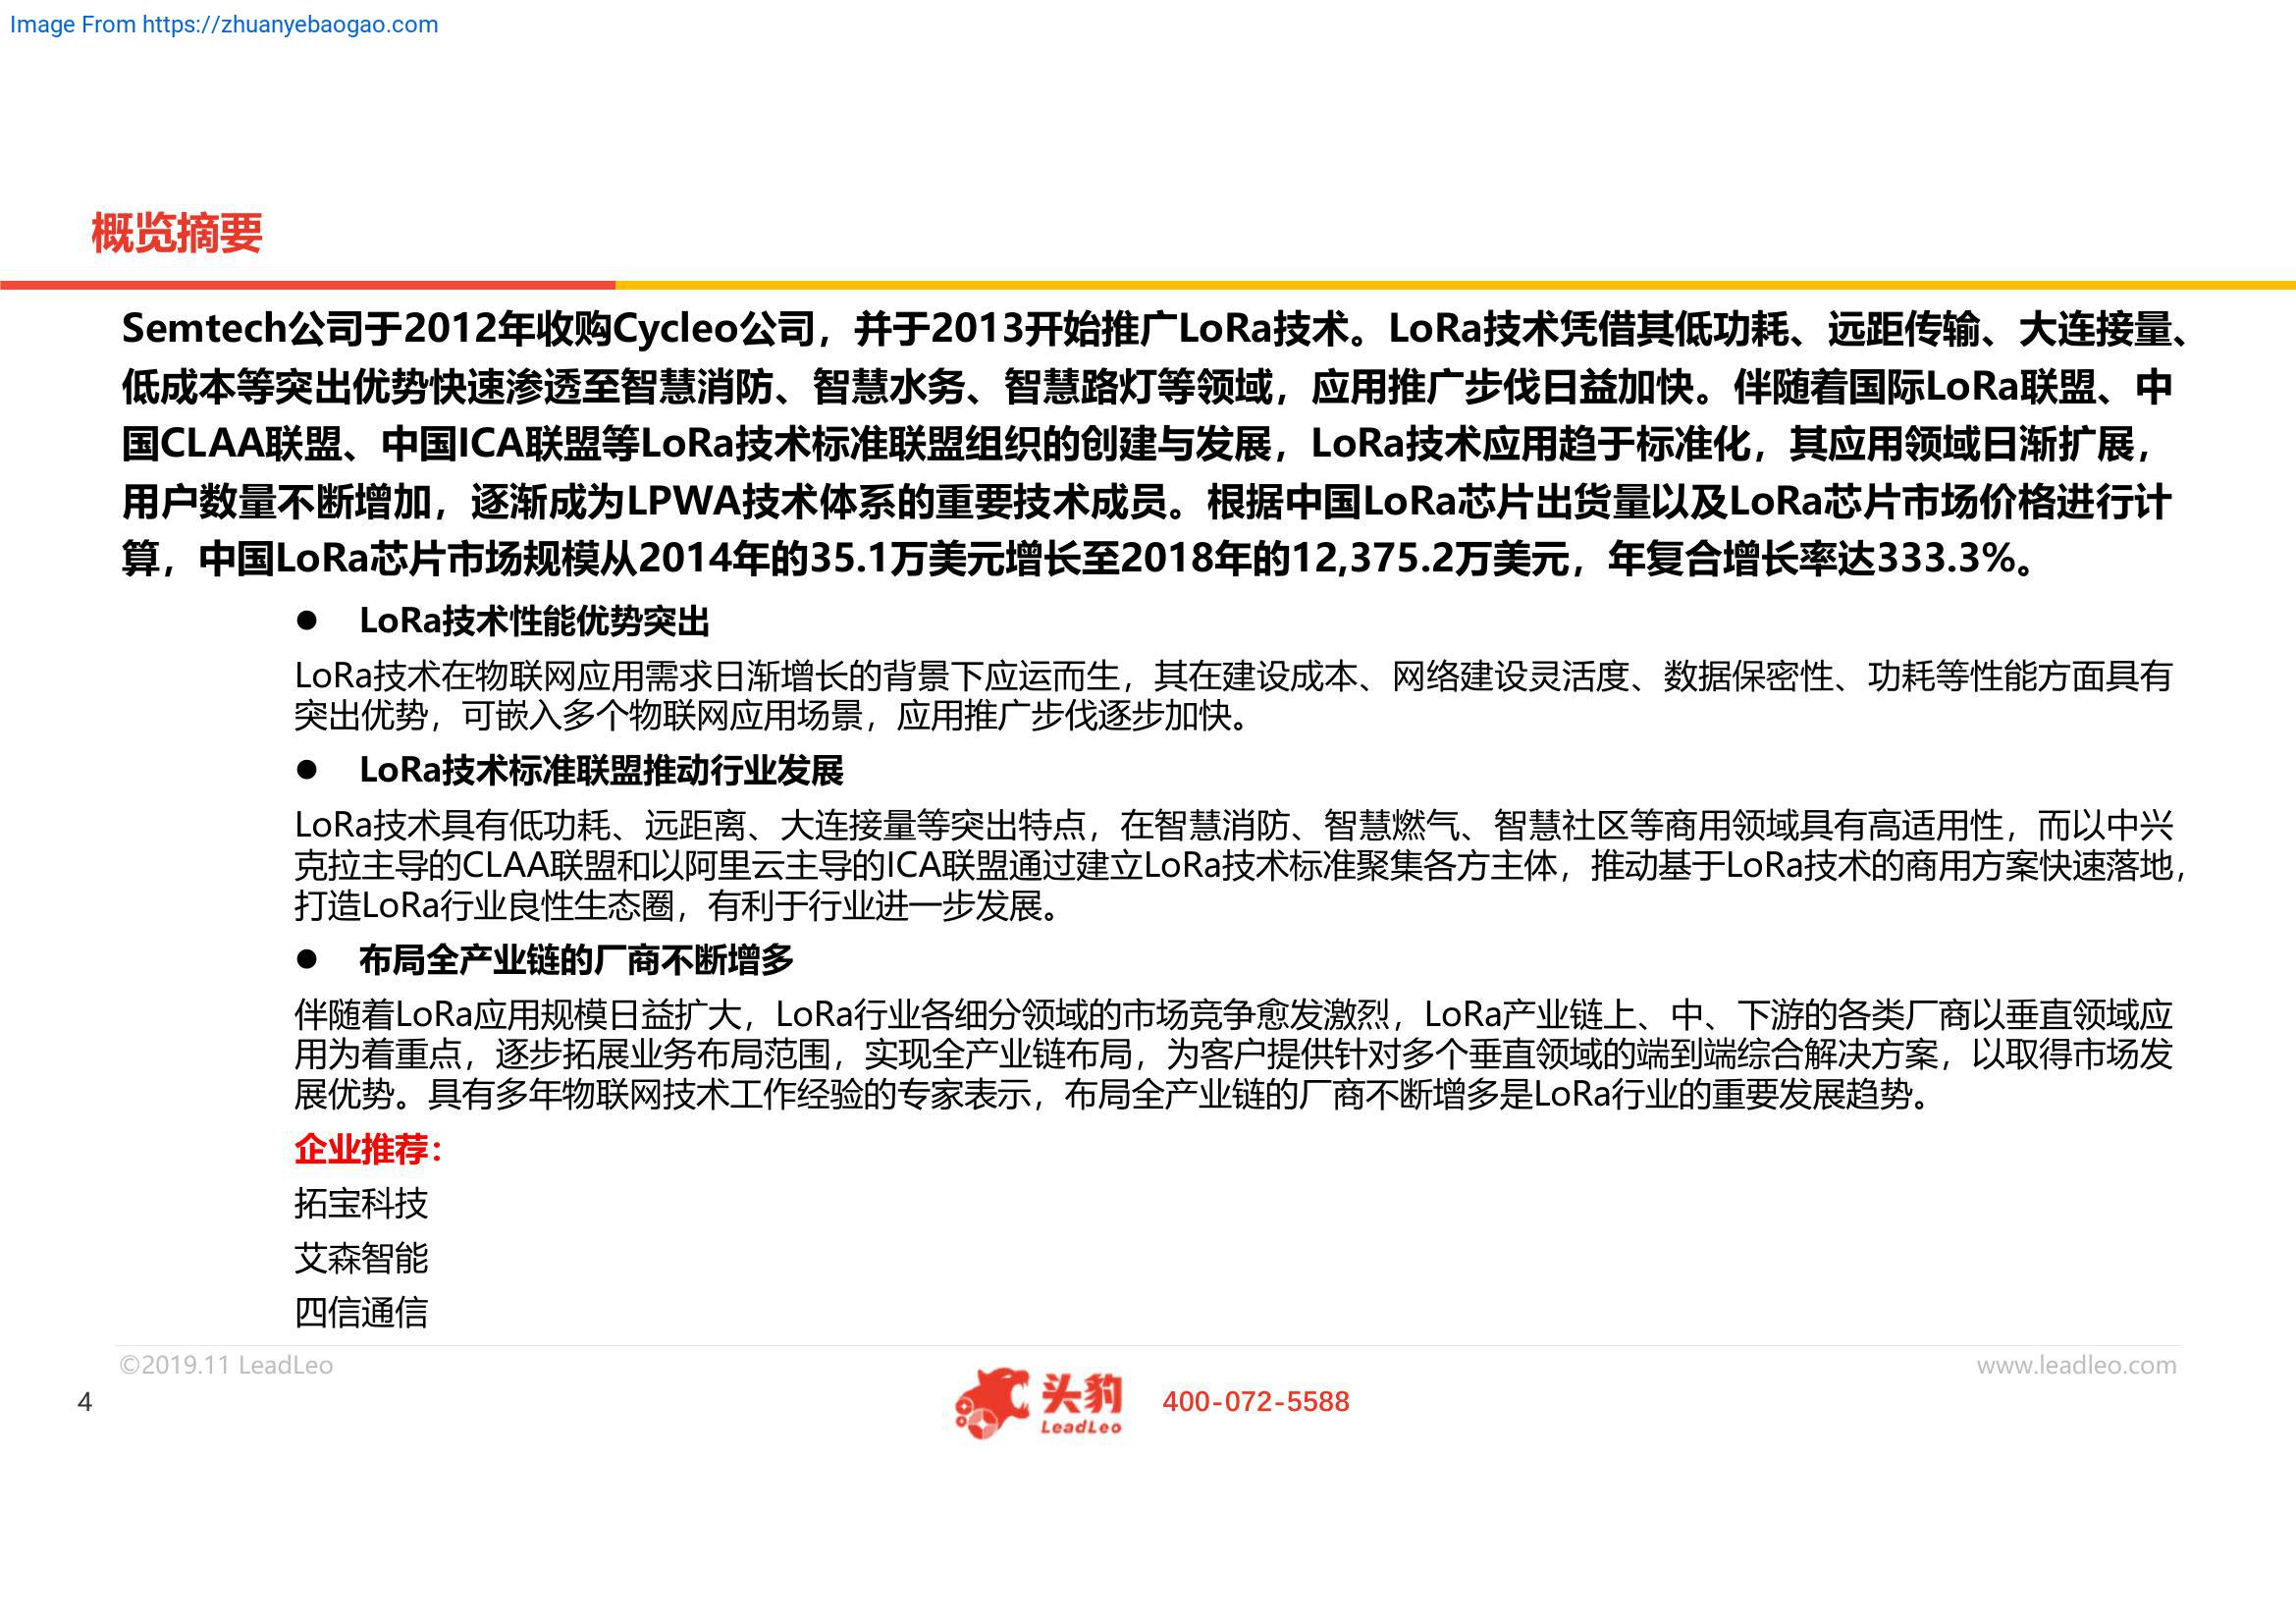 Image From https://zhuanyebaogao.com
概览摘要
Semtech公司于2012年收购Cycleo公司，并于2013开始推广LoRa技术。LoRa技术凭借其低功耗、远距传输、大连接量、
低成本等突出优势快速渗透至智慧消防、智慧水务、智慧路灯等领域，应用推广步伐日益加快。伴随着国际LoRa联盟、中
国CLAA联盟、中国ICA联盟等LoRa技术标准联盟组织的创建与发展，LoRa技术应用趋于标准化，其应用领域日渐扩展，
用户数量不断增加，逐渐成为LPWA技术体系的重要技术成员。根据中国LoRa芯片出货量以及LoRa芯片市场价格进行计
算，中国LoRa芯片市场规模从2014年的35.1万美元增长至2018年的12,375.2万美元，年复合增长率达333.3%。
● LoRa技术性能优势突出
LoRa技术在物联网应用需求日渐增长的背景下应运而生，其在建设成本、网络建设灵活度、数据保密性、功耗等性能方面具有
突出优势，可嵌入多个物联网应用场景，应用推广步伐逐步加快。
● LoRa技术标准联盟推动行业发展
LoRa技术具有低功耗、远距离、大连接量等突出特点，在智慧消防、智慧燃气、智慧社区等商用领域具有高适用性，而以中兴
克拉主导的CLAA联盟和以阿里云主导的ICA联盟通过建立LoRa技术标准聚集各方主体，推动基于LoRa技术的商用方案快速落地，
打造LoRa行业良性生态圈，有利于行业进一步发展。
● 布局全产业链的厂商不断增多
伴随着LoRa应用规模日益扩大，LoRa行业各细分领域的市场竞争愈发激烈，LoRa产业链上、中、下游的各类厂商以垂直领域应
用为着重点，逐步拓展业务布局范围，实现全产业链布局，为客户提供针对多个垂直领域的端到端综合解决方案，以取得市场发
展优势。具有多年物联网技术工作经验的专家表示，布局全产业链的厂商不断增多是LoRa行业的重要发展趋势。
企业推荐：
拓宝科技
艾森智能
四信通信
©2019.11 LeadLeo
www.leadleo.com
4
头豹
LeadLeo
400-072-5588